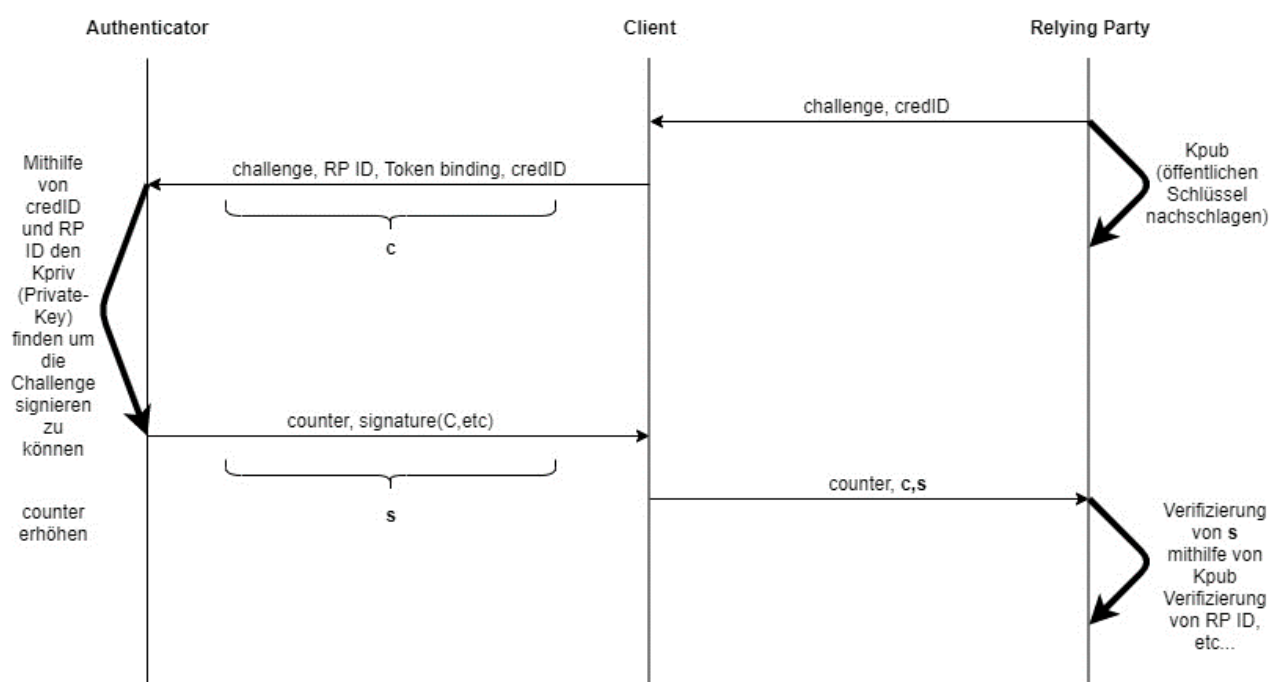 Authenticator
Client
Relying Party
challenge, credID
Kpub
(öffentlichen
Schlüssel
nachschlagen)
challenge, RP ID, Token binding, credID
c
Mithilfe
von
credID
und RP
ID den
Kpriv
(Private-
Key)
finden um
die
Challenge
signieren
zu
können
counter, signature(C,etc)
s
counter
erhöhen
counter, c,s
Verifizierung
von s
mithilfe von
Kpub
Verifizierung
von RP ID,
etc...